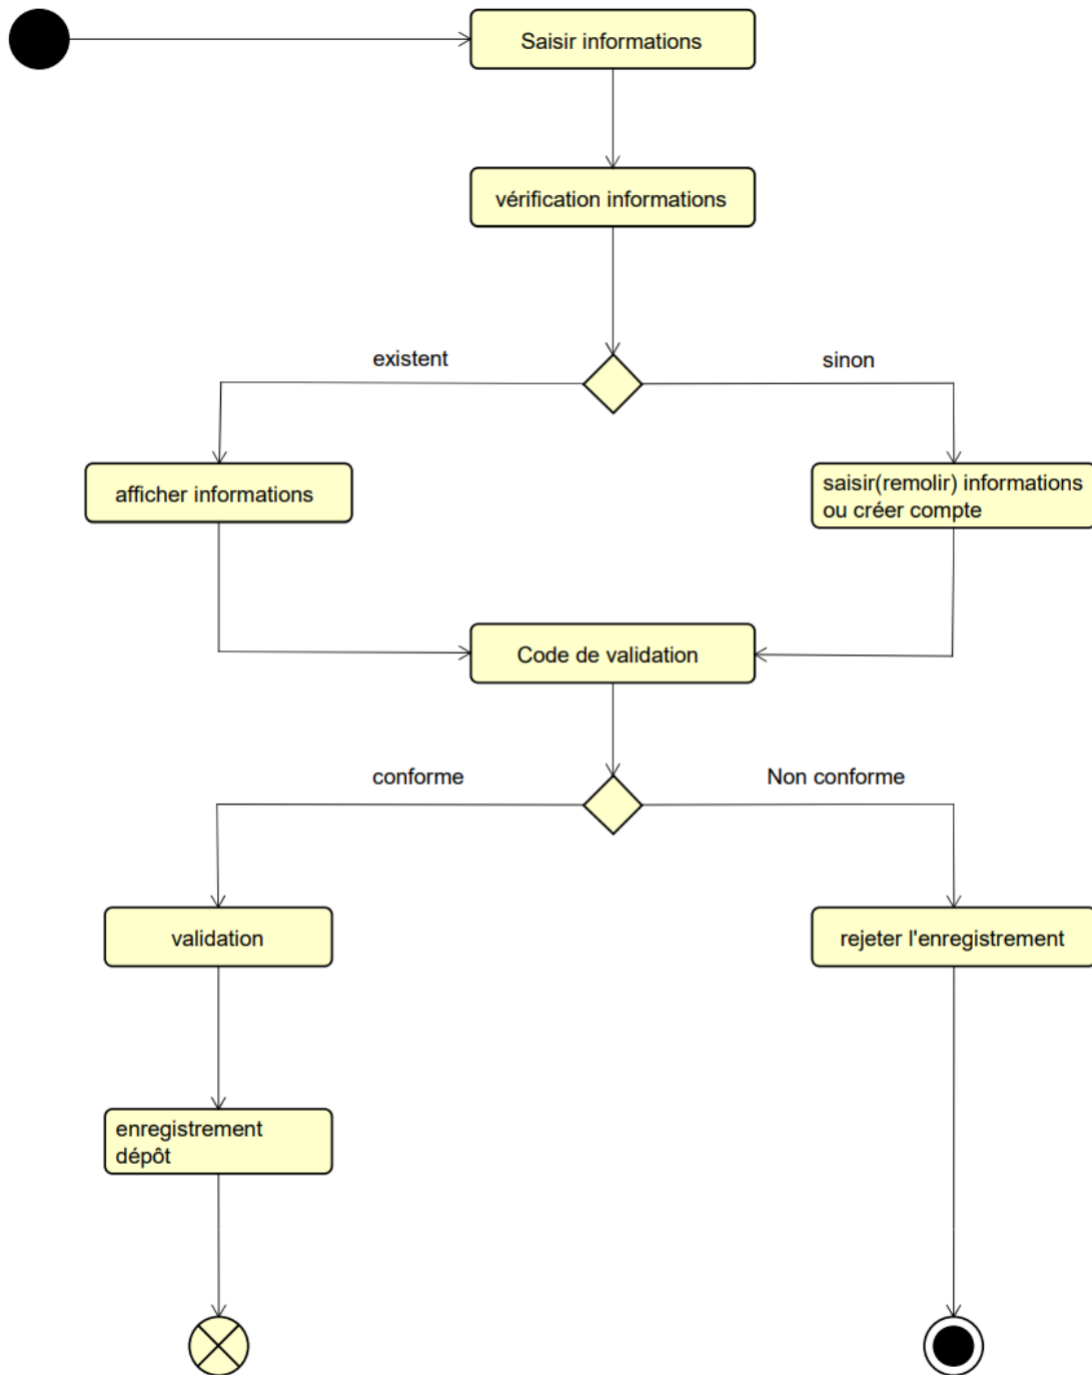 Saisir informations
vérification informations
existent
sinon
afficher informations
saisir(remolir) informations
ou créer compte
Code de validation
conforme
Non conforme
validation
rejeter l'enregistrement
enregistrement
dépôt